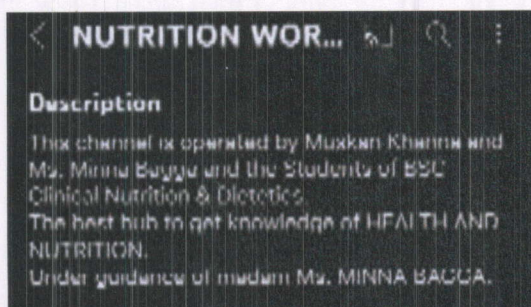 NUTRITION WOR...
Description
This channel is operated by Muskan Khanna and
Ms. Minna Bagga and the Students of BSC
Clinical Nutrition & Dietetics.
The best hub to get knowledge of HEALTH AND
NUTRITION.
Under guidance of madam Ms. MINNA BAGGA.